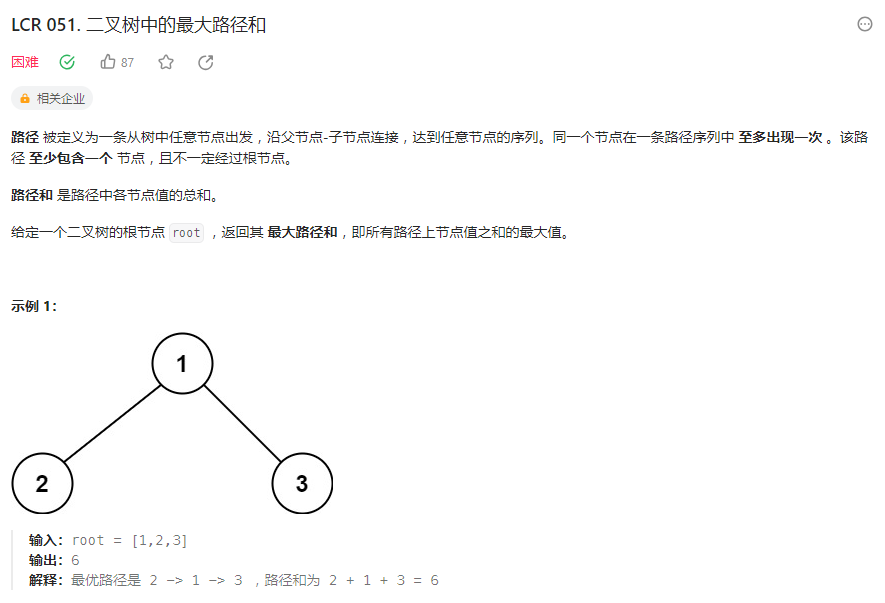 LCR 051. 二叉树中的最大路径和
困难 87
相关企业
路径 被定义为一条从树中任意节点出发，沿父节点-子节点连接，达到任意节点的序列。同一个节点在一条路径序列中 至多出现一次 。该路
径 至少包含一个 节点，且不一定经过根节点。
路径和 是路径中各节点值的总和。
给定一个二叉树的根节点 root ，返回其 最大路径和，即所有路径上节点值之和的最大值。
示例 1：
1
2 3
输入：root = [1,2,3]
输出：6
解释：最优路径是 2 -> 1 -> 3 ，路径和为 2 + 1 + 3 = 6